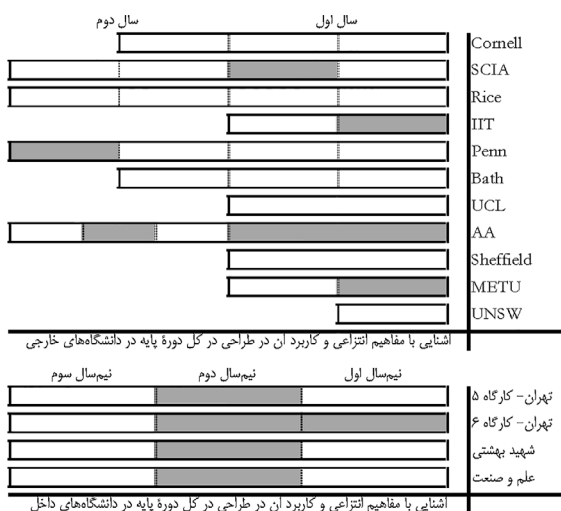 سال اول سال دوم
Cornell
SCIA
Rice
IIT
Penn
Bath
UCL
AA
Sheffield
METU
UNSW
آشنایی با مفاهیم انتزاعی و کاربرد آن در طراحی در کل دورهٔ پایه در دانشگاه‌های خارجی
نیم‌سال اول نیم‌سال دوم نیم‌سال سوم
تهران- کارگاه ۵
تهران- کارگاه ۶
شهید بهشتی
علم و صنعت
آشنایی با مفاهیم انتزاعی و کاربرد آن در طراحی در کل دورهٔ پایه در دانشگاه‌های داخل